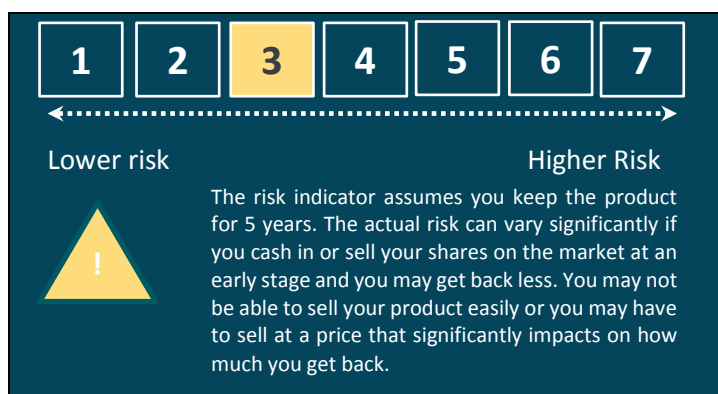 1 2 3 4 5 6 7
Lower risk Higher Risk
The risk indicator assumes you keep the product
for 5 years. The actual risk can vary significantly if
you cash in or sell your shares on the market at an
early stage and you may get back less. You may not
be able to sell your product easily or you may have
to sell at a price that significantly impacts on how
much you get back.
!